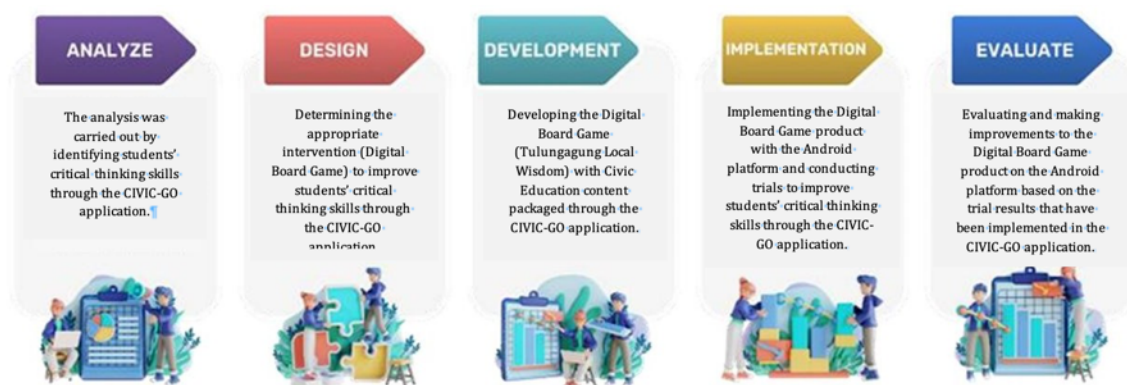 ANALYZE
The analysis was
carried out by
identifying students'
critical thinking skills
through the CIVIC-GO
application.
DESIGN
Determining the
appropriate
intervention (Digital
Board Game) to improve
students' critical
thinking skills through
the CIVIC-GO
application
DEVELOPMENT
Developing the Digital
Board Game
(Tulungagung Local
Wisdom) with Civic
Education content
packaged through the
CIVIC-GO application.
IMPLEMENTATION
Implementing the Digital
Board Game product
with the Android
platform and conducting
trials to improve
students' critical thinking
skills through the CIVIC-
GO application.
EVALUATE
Evaluating and making
improvements to the
Digital Board Game
product on the Android
platform based on the
trial results that have
been implemented in the
CIVIC-GO application.